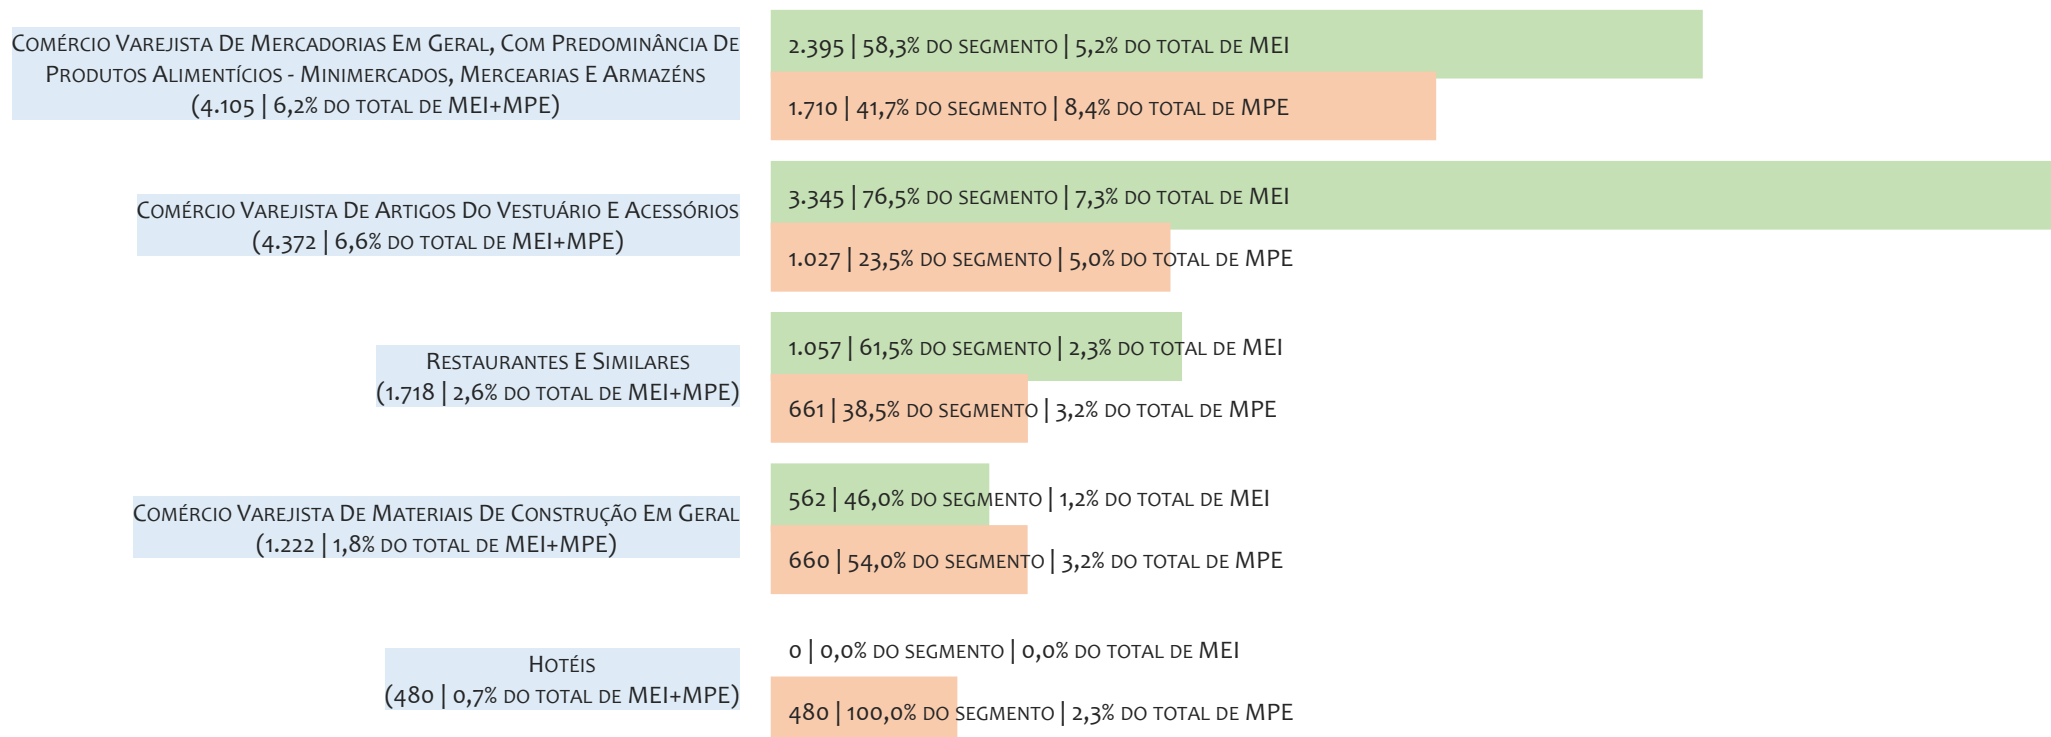 Comércio Varejista De Mercadorias Em Geral, Com Predominância De
Produtos Alimentícios - Minimercados, Mercearias E Armazéns
(4.105 | 6,2% do total de MEI+MPE)
2.395 | 58,3% do segmento | 5,2% do total de MEI
1.710 | 41,7% do segmento | 8,4% do total de MPE
Comércio Varejista De Artigos Do Vestuário E Acessórios
(4.372 | 6,6% do total de MEI+MPE)
3.345 | 76,5% do segmento | 7,3% do total de MEI
1.027 | 23,5% do segmento | 5,0% do total de MPE
Restaurantes E Similares
(1.718 | 2,6% do total de MEI+MPE)
1.057 | 61,5% do segmento | 2,3% do total de MEI
661 | 38,5% do segmento | 3,2% do total de MPE
Comércio Varejista De Materiais De Construção Em Geral
(1.222 | 1,8% do total de MEI+MPE)
562 | 46,0% do segmento | 1,2% do total de MEI
660 | 54,0% do segmento | 3,2% do total de MPE
Hotéis
(480 | 0,7% do total de MEI+MPE)
0 | 0,0% do segmento | 0,0% do total de MEI
480 | 100,0% do segmento | 2,3% do total de MPE